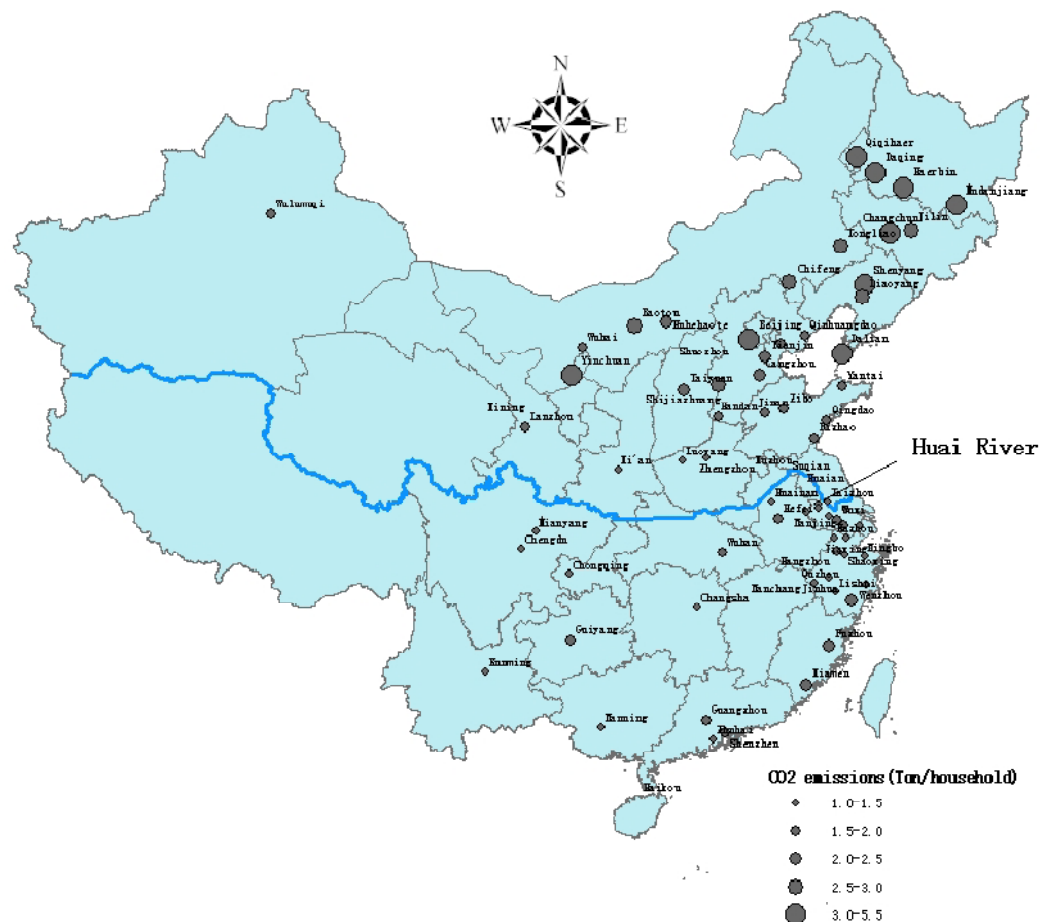 N
W
E
S
Qiqihaer
Daqing
Haerbin
Mudanjiang
Wulumuqi
Changchun
Jilin
Tongliao
Chifeng
Shenyang
Liaoyang
Baotou
Huhehaote
Beijing
Qinhuangdao
Wuhai
Tianjin
Dalian
Shuozhou
Yinchuan
Cangzhou
Taiyuan
Yantai
Shijiazhuang
Zibo
Xining
Handan
Jinan
Lanzhou
Qingdao
Rizhao
Huai River
Xi'an
Luoyang
Zhengzhou
Xuzhou
Suqian
Huaian
Huainan
Taizhou
Hefei
Wuxi
Mianyang
Nanjing
Chengdu
Wuhan
Jiaxing
Ningbo
Hangzhou
Shaoxing
Chongqing
Quzhou
Lishui
Nanchang
Jinhua
Changsha
Wenzhou
Guiyang
Fuzhou
Kunming
Xiamen
Guangzhou
Nanning
Zhuhai
Shenzhen
CO2 emissions(Ton/household)
Haikou
1.0-1.5
1.5-2.0
2.0-2.5
2.5-3.0
3.0-5.5